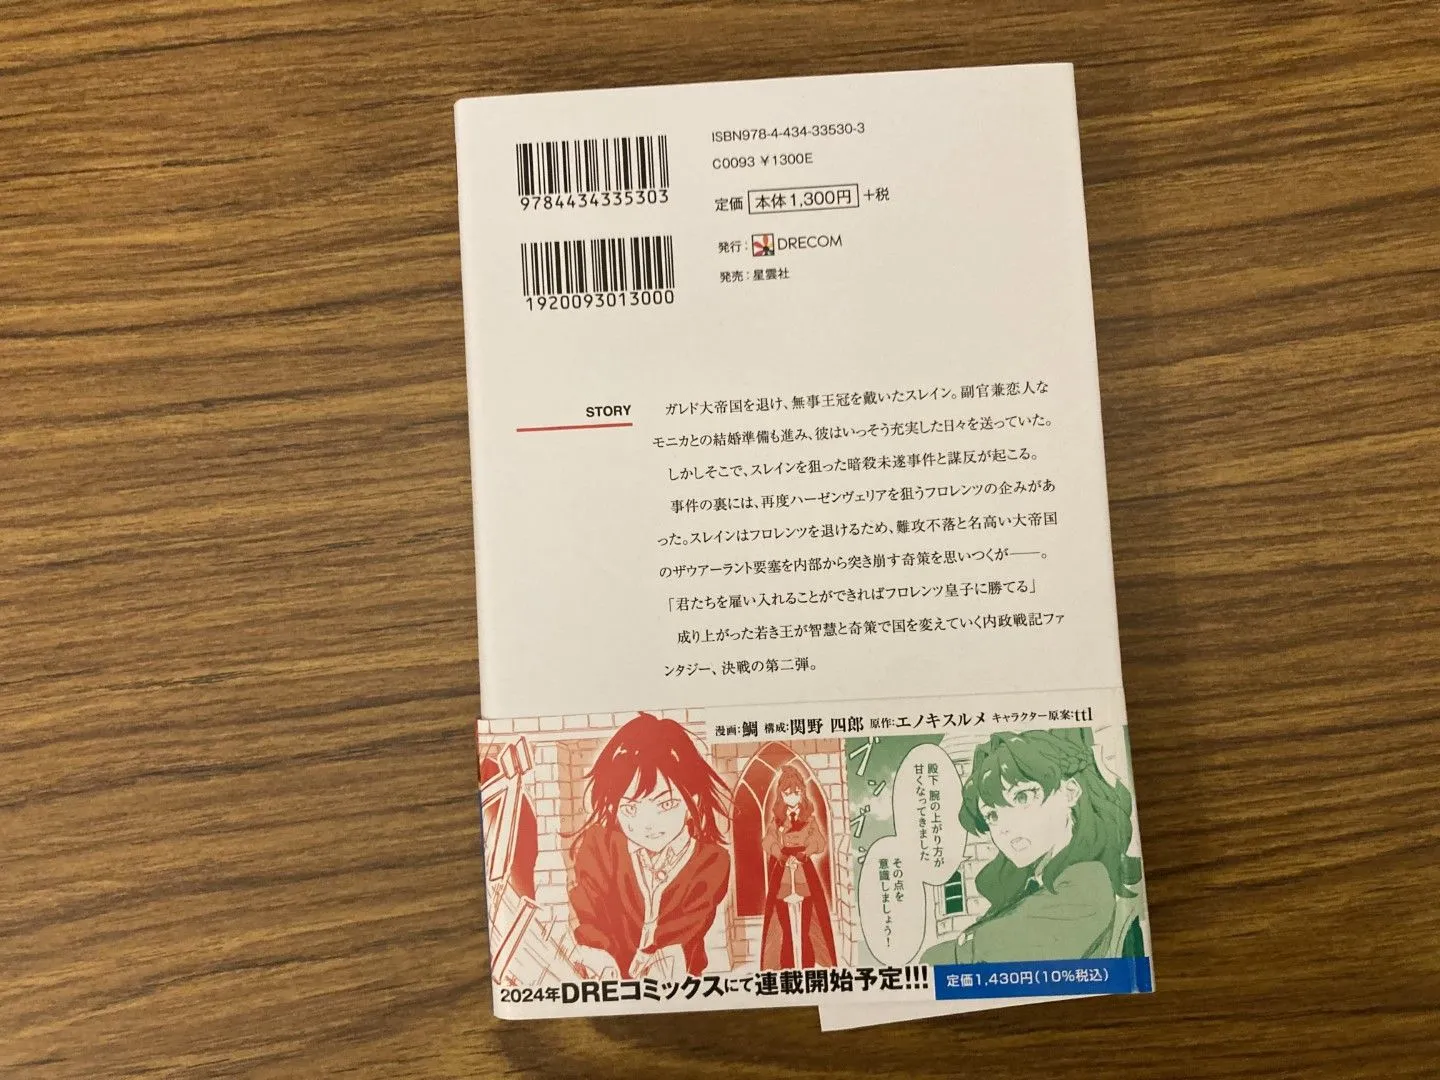 ISBN978-4-434-33530-3
C0093 ¥1300E
9784434335303
定価 本体1,300円 +税
1920093013000
発行: DRECOM
発売:星雲社
STORY
ガレド大帝国を退け、無事王冠を戴いたスレイン。副官兼恋人な
モニカとの結婚準備も進み、彼はいっそう充実した日々を送っていた。
しかしそこで、スレインを狙った暗殺未遂事件と謀反が起こる。
事件の裏には、再度ハーゼンヴェリアを狙うフロレンツの企みがあ
った。スレインはフロレンツを退けるため、難攻不落と名高い大帝国
のザウアーラント要塞を内部から突き崩す奇策を思いつくが――。
「君たちを雇い入れることができればフロレンツ皇子に勝てる」
成り上がった若き王が智慧と奇策で国を変えていく内政戦記ファ
ンタジー、決戦の第二弾。
漫画:鯛 構成:関野 四郎 原作:エノキスルメ キャラクター原案:ttl
ブンブン
殿下 腕の上がり方が
甘くなってきました
その点を
意識しましょう!
2024年DREコミックスにて連載開始予定!!!
定価1,430円(10%税込)